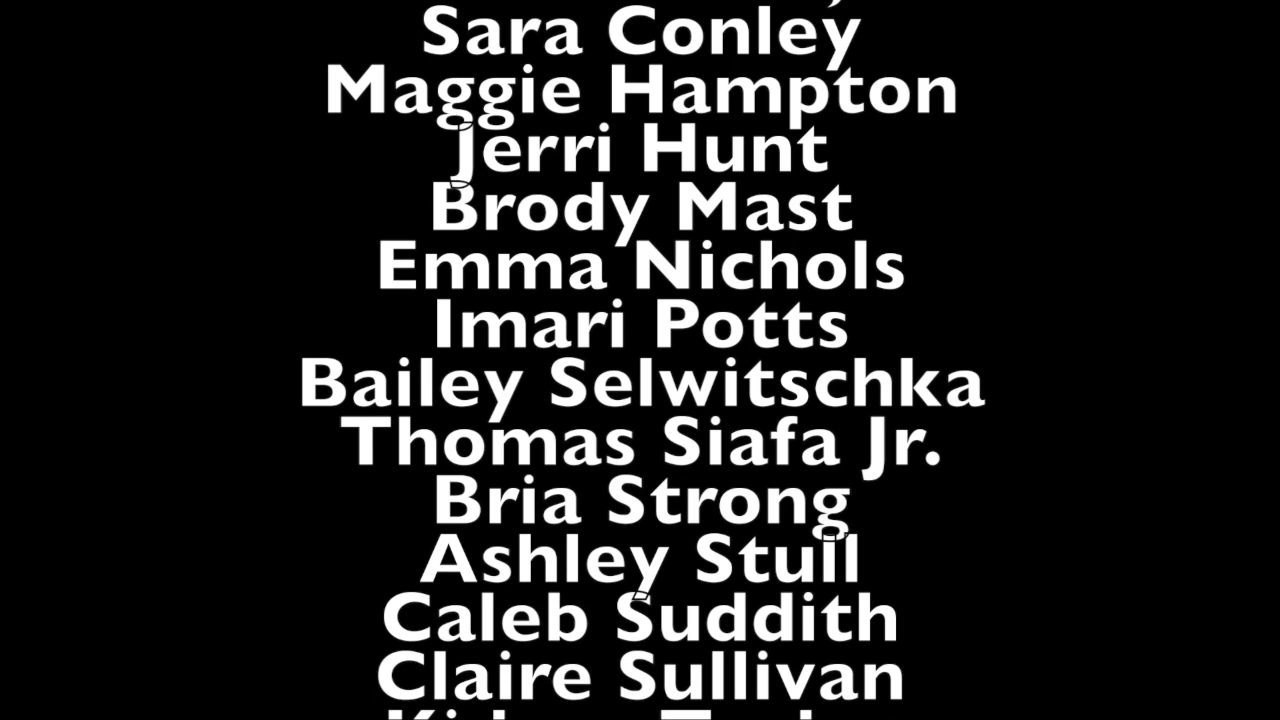 Sara Conley
Maggie Hampton
Jerri Hunt
Brody Mast
Emma Nichols
Imari Potts
Bailey Selwitschka
Thomas Siafa Jr.
Bria Strong
Ashley Stull
Caleb Suddith
Claire Sullivan